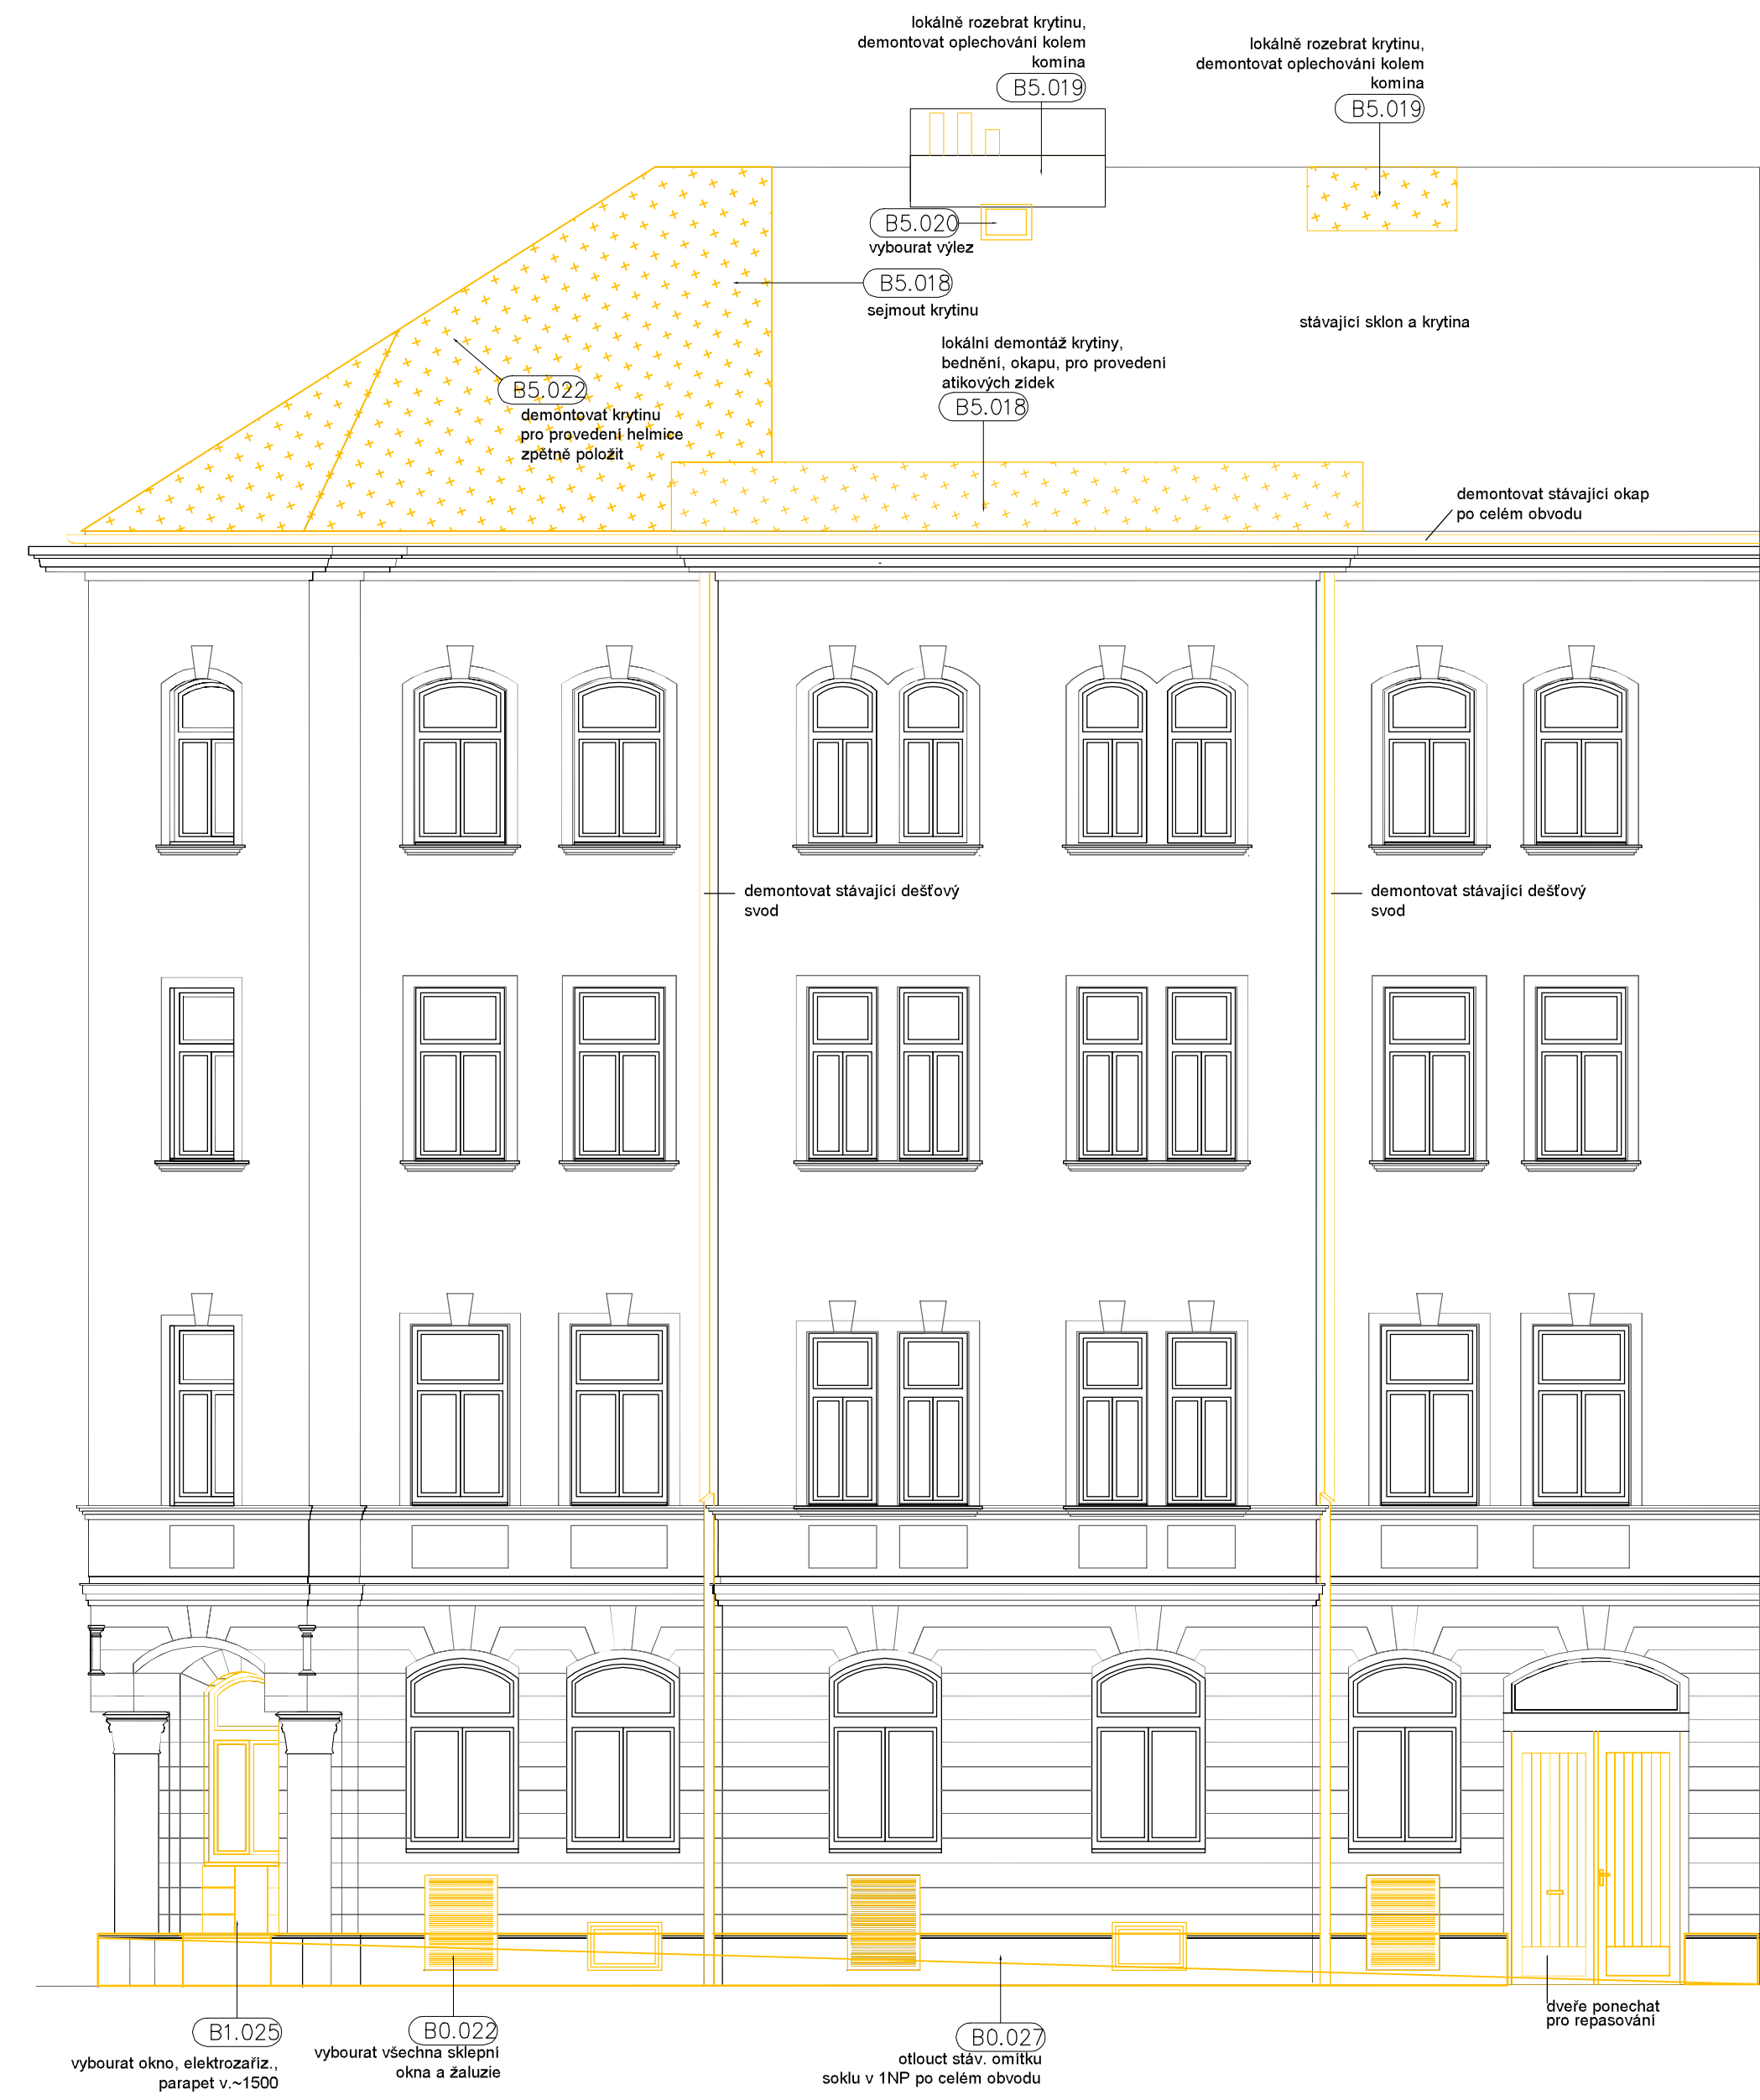 lokálně rozebrat krytinu,
demontovat oplechování kolem
komína
B5.019
lokálně rozebrat krytinu,
demontovat oplechování kolem
komína
B5.019
B5.020
vybourat výlez
B5.018
sejmout krytinu
stávající sklon a krytina
lokální demontáž krytiny,
bednění, okapu, pro provedení
atikových zídek
B5.018
B5.022
demontovat krytinu
pro provedení helmice
zpětně položit
demontovat stávající okap
po celém obvodu
demontovat stávající dešťový
svod
demontovat stávající dešťový
svod
B1.025
vybourat okno, elektrozaříz.,
parapet v.~1500
B0.022
vybourat všechna sklepní
okna a žaluzie
B0.027
otlouct stáv. omítku
soklu v 1NP po celém obvodu
dveře ponechat
pro repasování